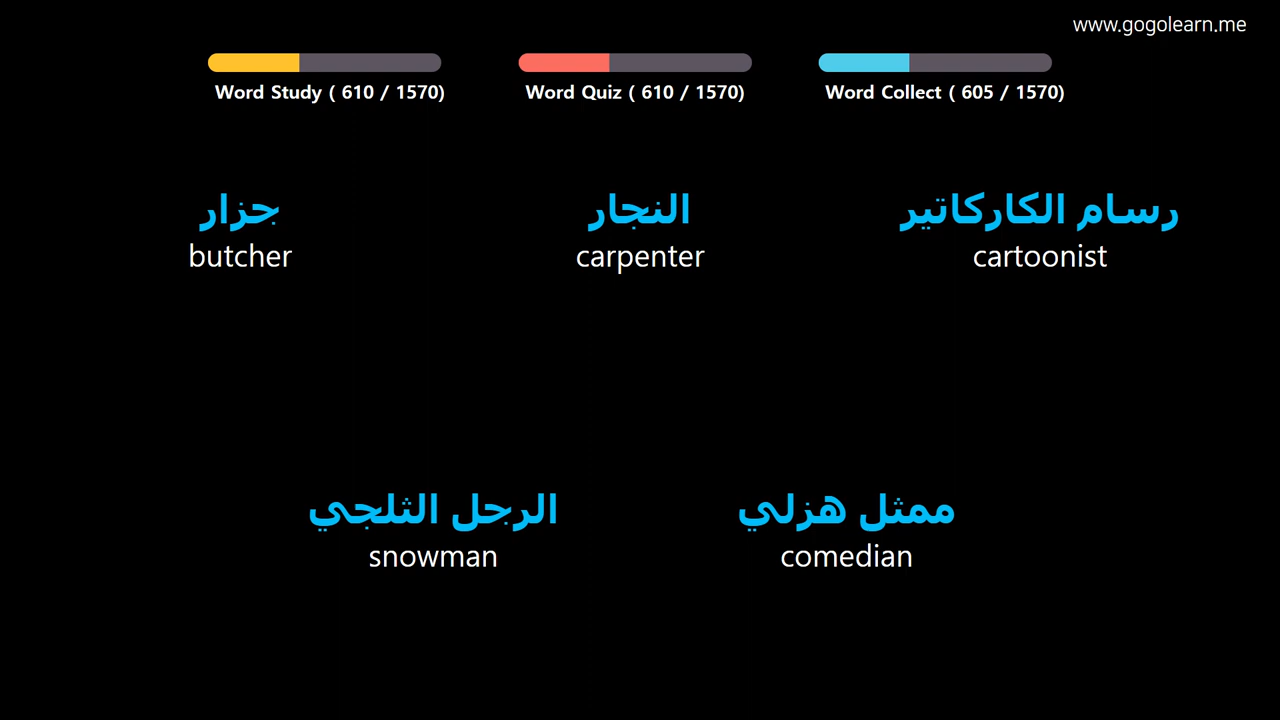 www.gogolearn.me
Word Study ( 610 / 1570)
Word Quiz ( 610 / 1570)
Word Collect ( 605 / 1570)
جزار
butcher
النجار
carpenter
رسام الكاركاتير
cartoonist
الرجل الثلجي
snowman
ممثل هزلي
comedian